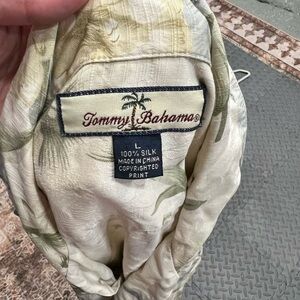 Tommy Bahama®
L
100% SILK
MADE IN CHINA
COPYRIGHTED
PRINT